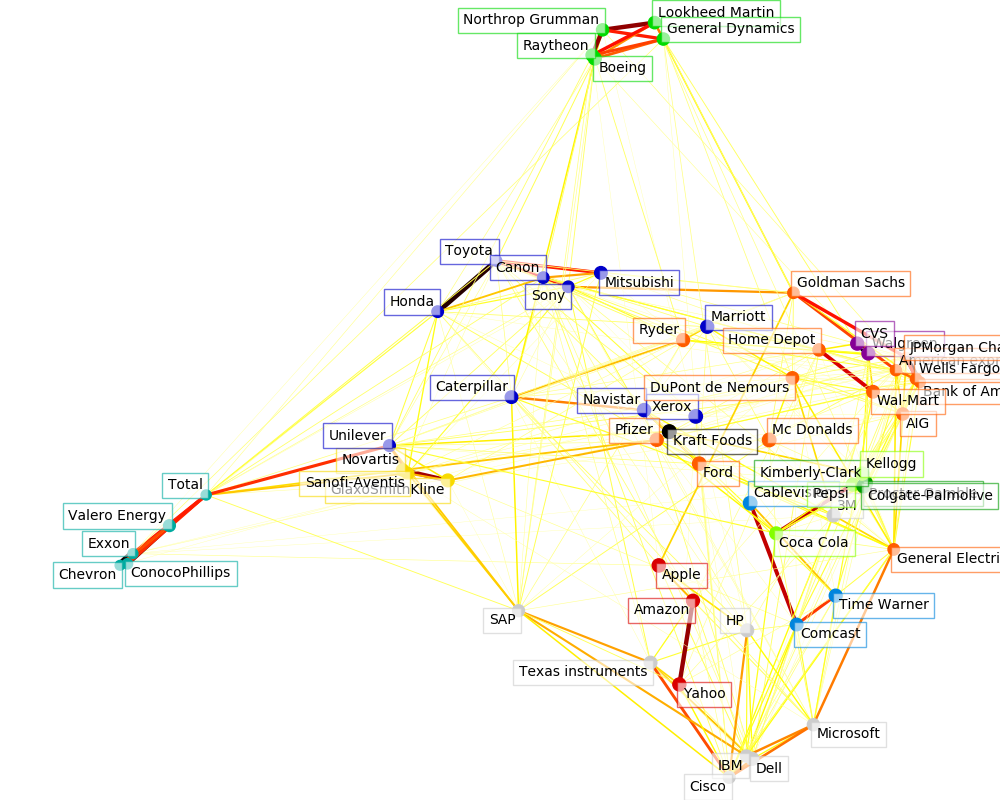 Lookheed Martin
Northrop Grumman
General Dynamics
Raytheon
Boeing
Toyota
Canon
Mitsubishi
Goldman Sachs
Sony
Honda
Marriott
Ryder
CVS
Home Depot
Walgreen
JPMorgan Cha
American expr
Wells Fargo
DuPont de Nemours
Caterpillar
Bank of Am
Navistar
Xerox
Wal-Mart
AIG
Pfizer
Mc Donalds
Unilever
Kraft Foods
Novartis
Kellogg
Ford
Kimberly-Clark
Total
Sanofi-Aventis
GlaxoSmithKline
Cablevis
Pepsi
Colgate-Palmolive
3M
Valero Energy
Exxon
Coca Cola
General Electri
Chevron
ConocoPhillips
Apple
Time Warner
Amazon
SAP
HP
Comcast
Texas instruments
Yahoo
Microsoft
IBM
Dell
Cisco